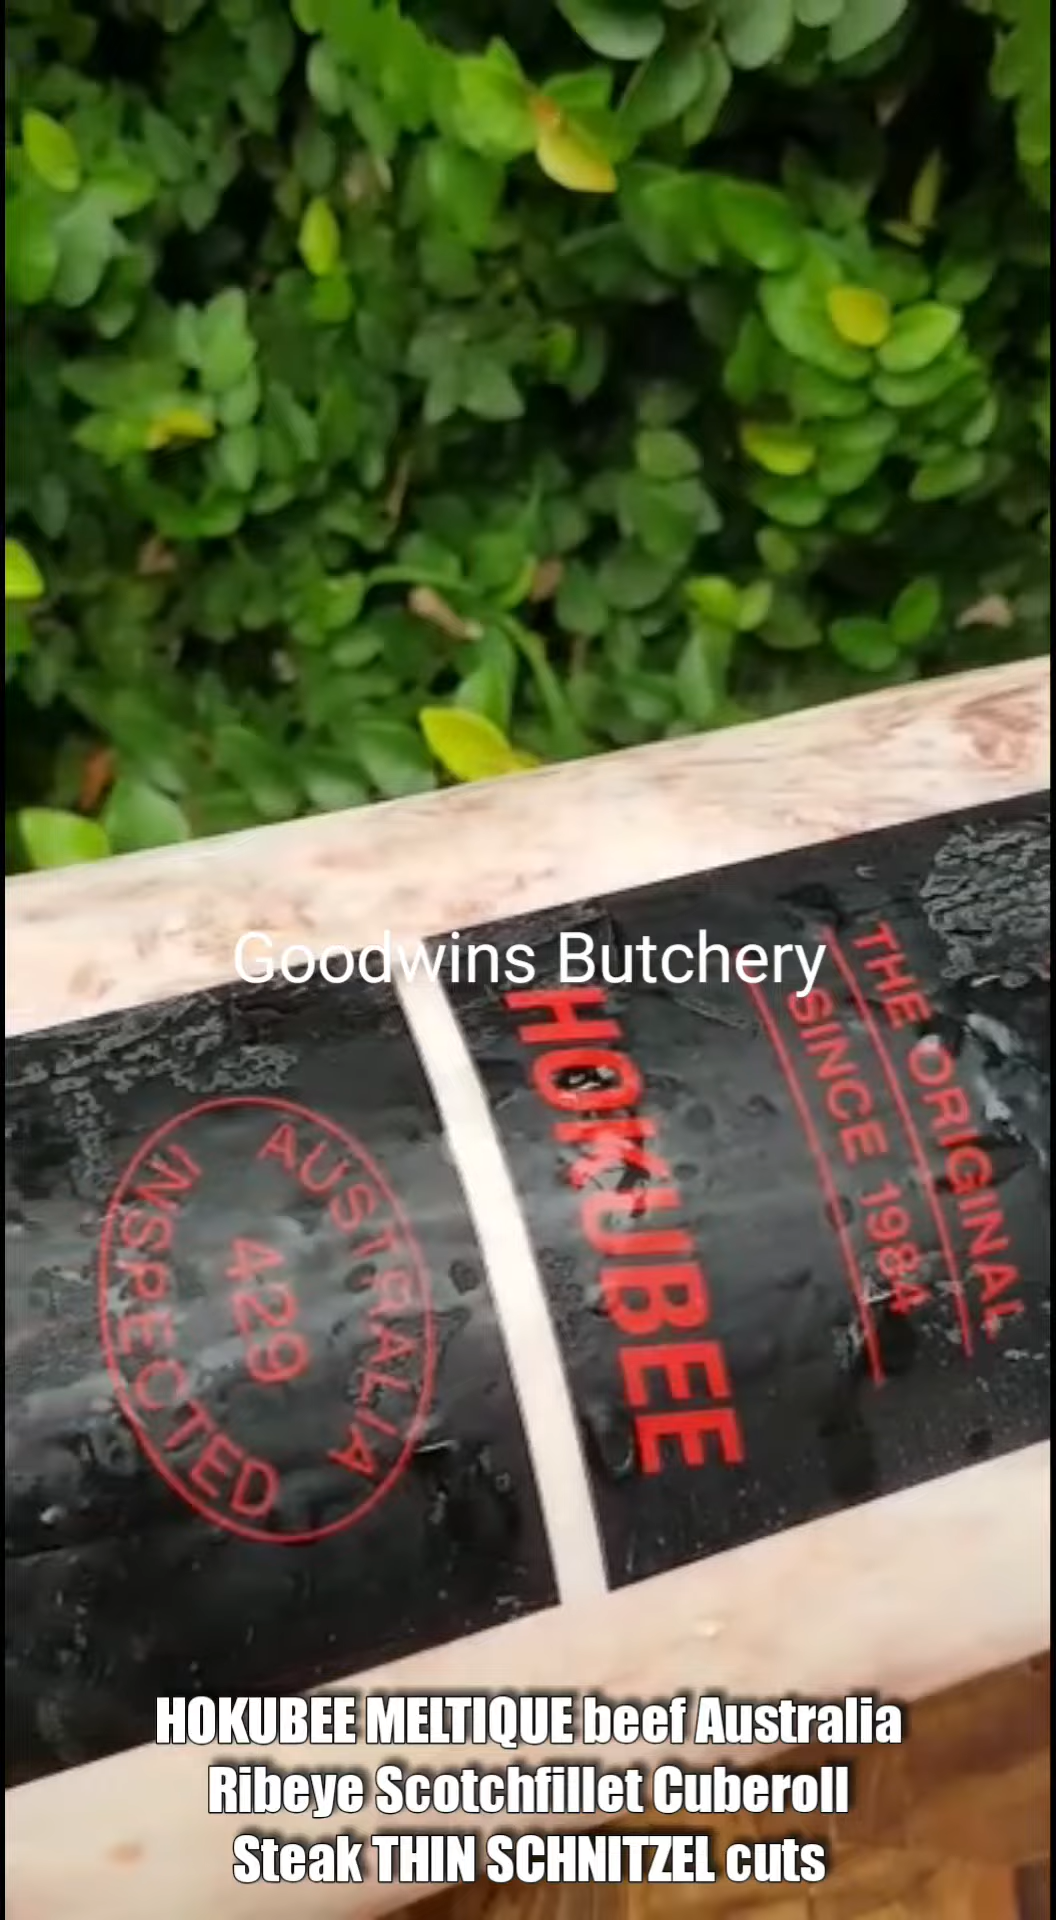 Goodwins Butchery
THE ORIGINAL
SINCE 1984
HOKUBEE
AUSTRALIA
429
INSPECTED
HOKUBEE MELTIQUE beef Australia
Ribeye Scotchfillet Cuberoll
Steak THIN SCHNITZEL cuts